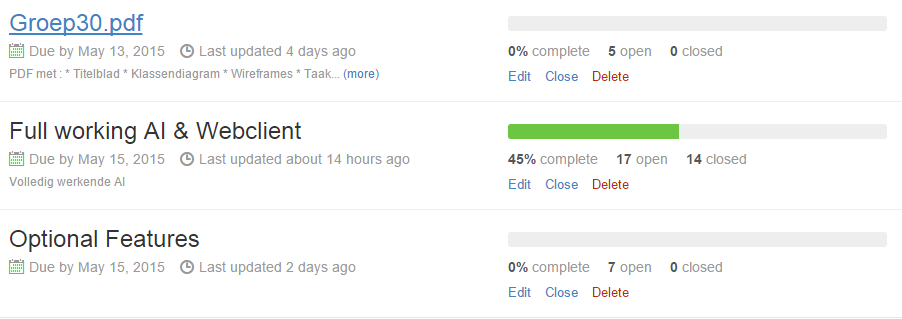 Groep30.pdf
Due by May 13, 2015 Last updated 4 days ago
PDF met : * Titelblad * Klassendiagram * Wireframes * Taak... (more)
0% complete 5 open 0 closed
Edit Close Delete
Full working AI & Webclient
Due by May 15, 2015 Last updated about 14 hours ago
Volledig werkende AI
45% complete 17 open 14 closed
Edit Close Delete
Optional Features
Due by May 15, 2015 Last updated 2 days ago
0% complete 7 open 0 closed
Edit Close Delete